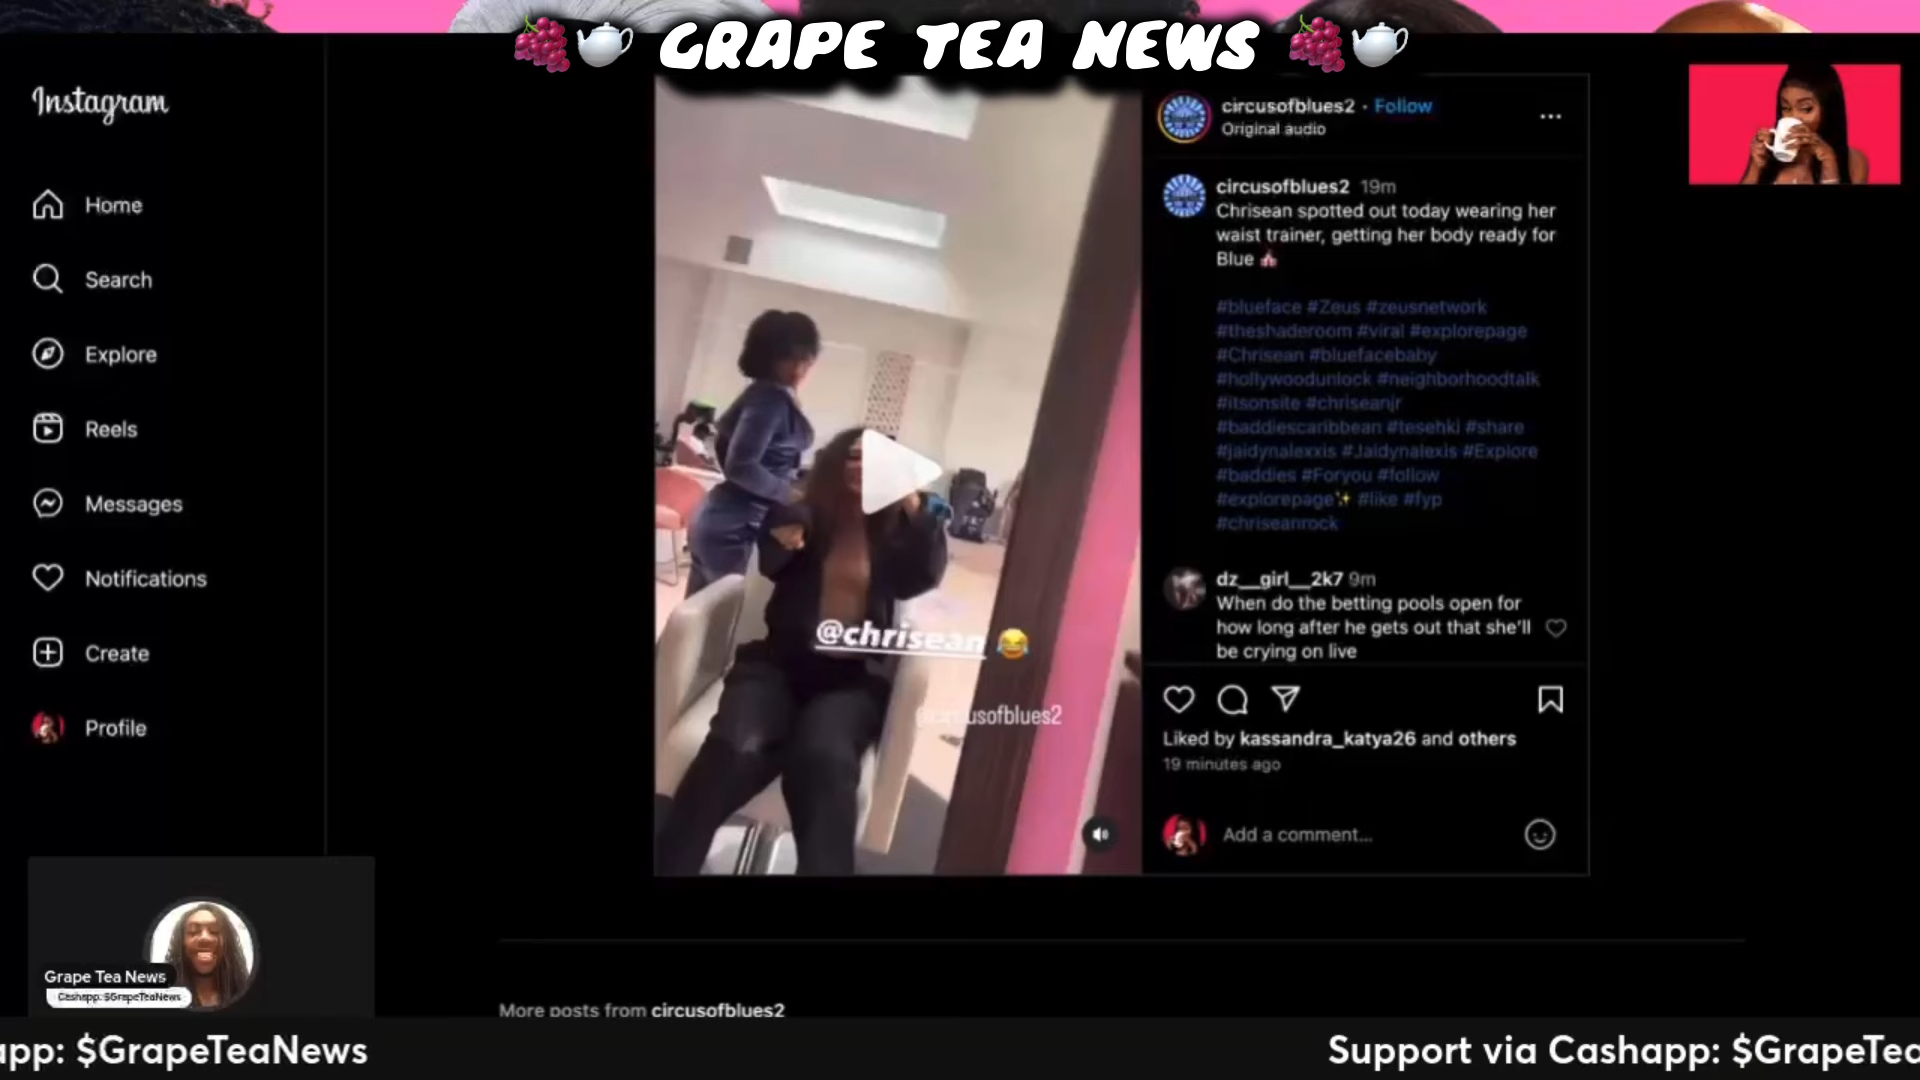 GRAPE TEA NEWS
Instagram
Home
Search
Explore
Reels
Messages
Notifications
Create
Profile
@chrisean
usofblues2
circusofblues2 • Follow
Original audio
circusofblues2 19m
Chrisean spotted out today wearing her
waist trainer, getting her body ready for
Blue
#blueface #Zeus #zeusnetwork
#theshaderoom #viral #explorepage
#Chrisean #bluefacebaby
#hollywoodunlock #neighborhoodtalk
#itsonsite #chriseanjr
#baddiescaribbean #tesehki #share
#jaidynalexxis #Jaidynalexis #Explore
#baddies #Foryou #follow
#explorepage✨ #like #fyp
#chriseanrock
dz__girl__2k7 9m
When do the betting pools open for
how long after he gets out that she'll
be crying on live
Liked by kassandra_katya26 and others
19 minutes ago
Add a comment...
More posts from circusofblues2
Grape Tea News
Cashapp: $GrapeTeaNews
app: $GrapeTeaNews
Support via Cashapp: $GrapeTea